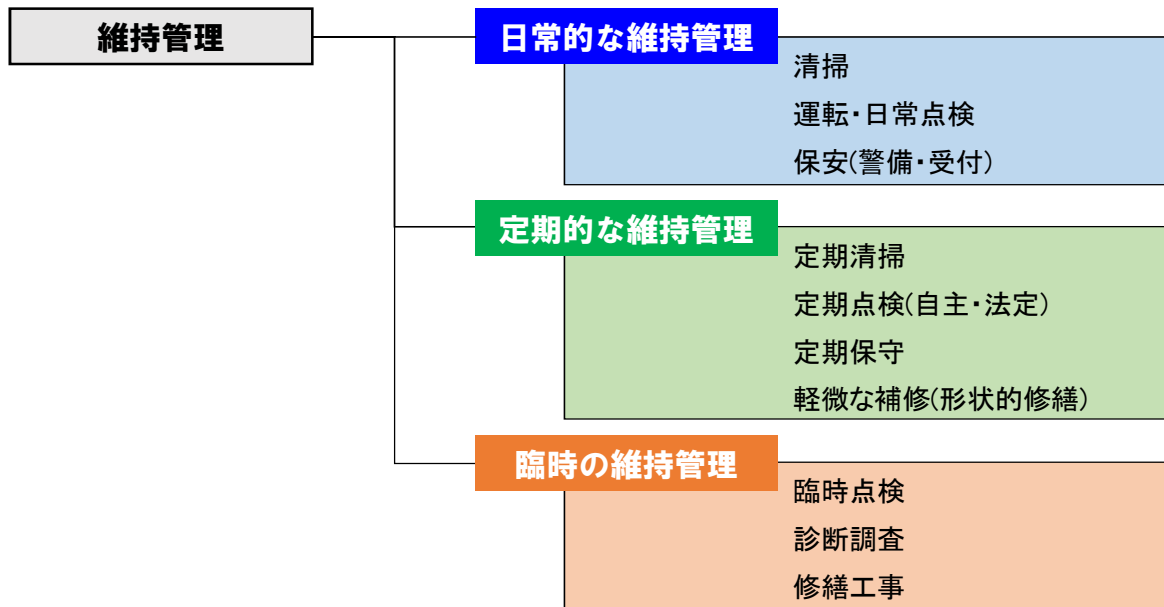 維持管理
日常的な維持管理
清掃
運転・日常点検
保安(警備・受付)
定期的な維持管理
定期清掃
定期点検(自主・法定)
定期保守
軽微な補修(形状的修繕)
臨時の維持管理
臨時点検
診断調査
修繕工事